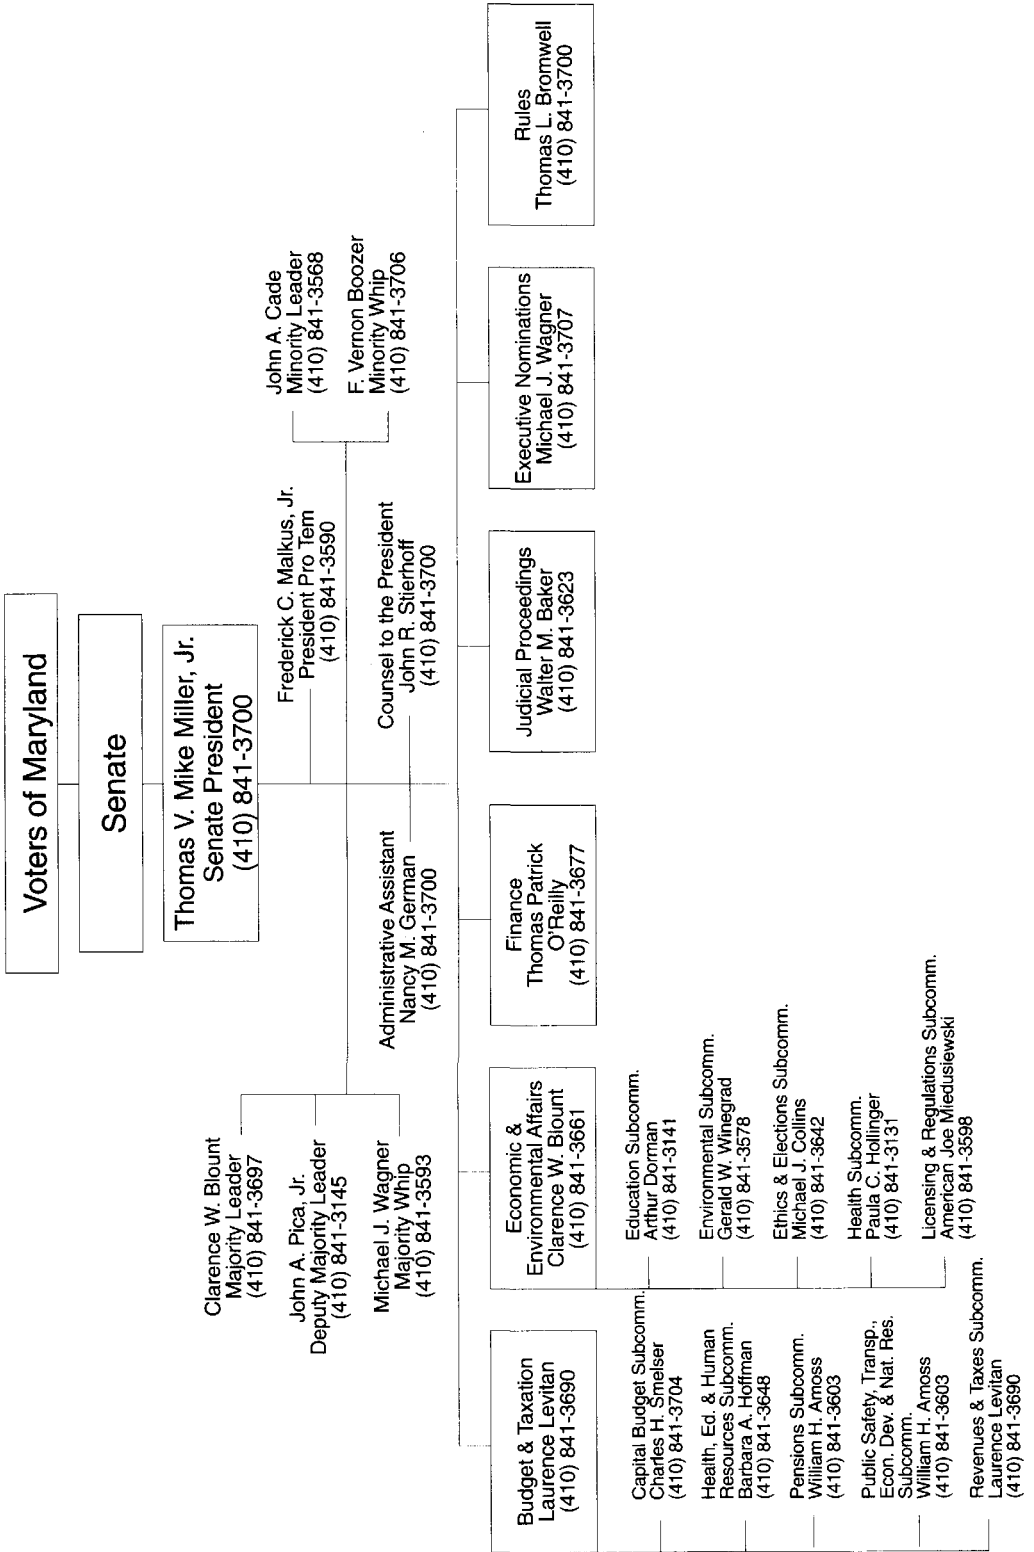 Voters of Maryland
Senate
Thomas V. Mike Miller, Jr.
Senate President
(410) 841-3700
Clarence W. Blount
Majority Leader
(410) 841-3697
John A. Pica, Jr.
Deputy Majority Leader
(410) 841-3145
Michael J. Wagner
Majority Whip
(410) 841-3593
Frederick C. Malkus, Jr.
President Pro Tem
(410) 841-3590
John A. Cade
Minority Leader
(410) 841-3568
F. Vernon Boozer
Minority Whip
(410) 841-3706
Administrative Assistant
Nancy M. German
(410) 841-3700
Counsel to the President
John R. Stierhoff
(410) 841-3700
Budget & Taxation
Laurence Levitan
(410) 841-3690
Economic &
Environmental Affairs
Clarence W. Blount
(410) 841-3661
Finance
Thomas Patrick
O'Reilly
(410) 841-3677
Judicial Proceedings
Walter M. Baker
(410) 841-3623
Executive Nominations
Michael J. Wagner
(410) 841-3707
Rules
Thomas L. Bromwell
(410) 841-3700
Capital Budget Subcomm.
Charles H. Smelser
(410) 841-3704
Health, Ed. & Human
Resources Subcomm.
Barbara A. Hoffman
(410) 841-3648
Pensions Subcomm.
William H. Amoss
(410) 841-3603
Public Safety, Transp.,
Econ. Dev. & Nat. Res.
Subcomm.
William H. Amoss
(410) 841-3603
Revenues & Taxes Subcomm.
Laurence Levitan
(410) 841-3690
Education Subcomm.
Arthur Dorman
(410) 841-3141
Environmental Subcomm.
Gerald W. Winegrad
(410) 841-3578
Ethics & Elections Subcomm.
Michael J. Collins
(410) 841-3642
Health Subcomm.
Paula C. Hollinger
(410) 841-3131
Licensing & Regulations Subcomm.
American Joe Miedusiewski
(410) 841-3598